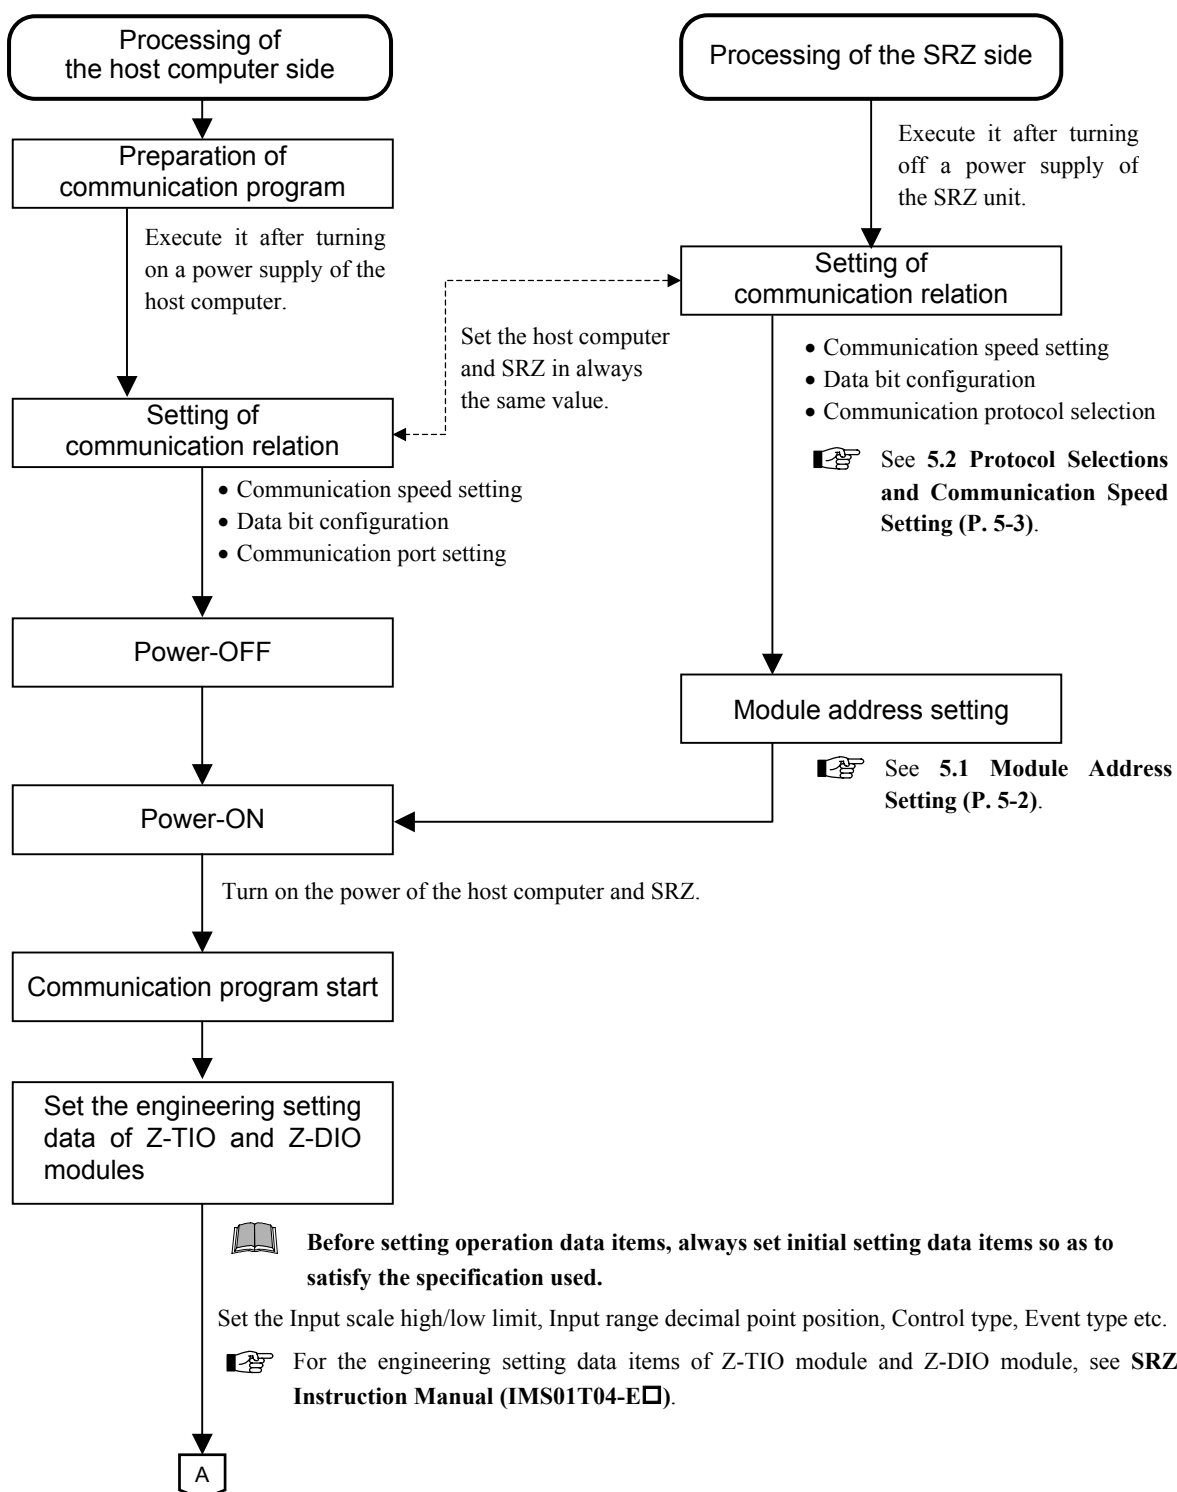 Processing of
the host computer side
Processing of the SRZ side
Execute it after turning
off a power supply of
the SRZ unit.
Preparation of
communication program
Execute it after turning
on a power supply of the
host computer.
Setting of
communication relation
Set the host computer
and SRZ in always
the same value.
• Communication speed setting
• Data bit configuration
• Communication protocol selection
Setting of
communication relation
See 5.2 Protocol Selections
and Communication Speed
Setting (P. 5-3).
• Communication speed setting
• Data bit configuration
• Communication port setting
Power-OFF
Module address setting
See 5.1 Module Address
Setting (P. 5-2).
Power-ON
Turn on the power of the host computer and SRZ.
Communication program start
Set the engineering setting
data of Z-TIO and Z-DIO
modules
Before setting operation data items, always set initial setting data items so as to
satisfy the specification used.
Set the Input scale high/low limit, Input range decimal point position, Control type, Event type etc.
For the engineering setting data items of Z-TIO module and Z-DIO module, see SRZ
Instruction Manual (IMS01T04-E□).
A